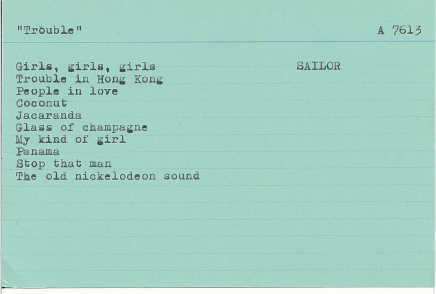 "Trouble" A 7613
Girls, girls, girls SAILOR
Trouble in Hong Kong
People in love
Coconut
Jacaranda
Glass of champagne
My kind of girl
Panama
Stop that man
The old nickelodeon sound